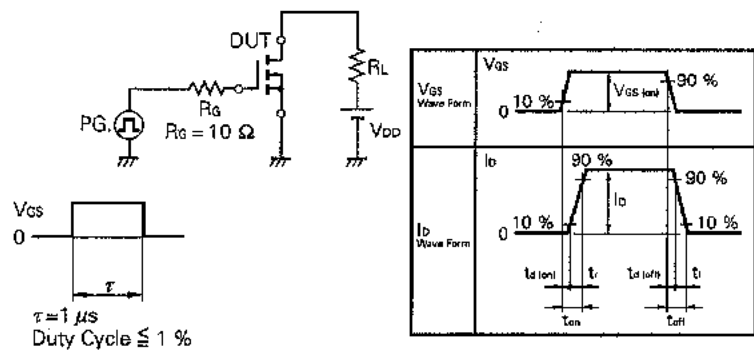 DUT
RL
RG
RG = 10 Ω
PG.
VDD
VGS
0
τ
τ = 1 μs
Duty Cycle ≦ 1 %
VGS
Wave Form
VGS
10 %
0
VGS (on)
90 %
ID
Wave Form
ID
90 %
10 %
0
ID
90 %
10 %
td (on)
tr
td (off)
tf
ton
toff